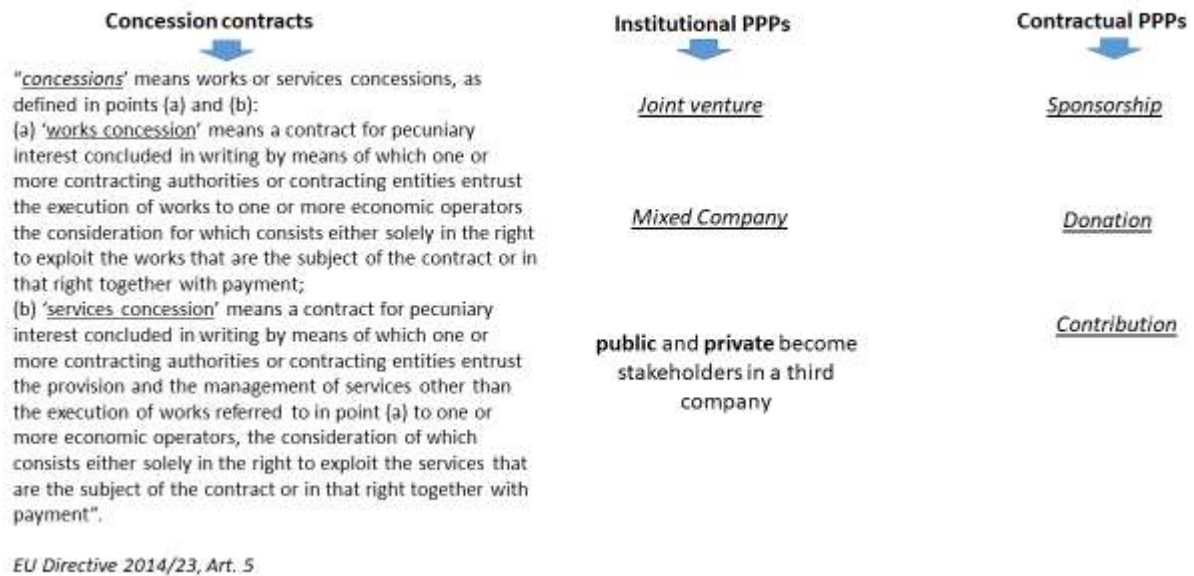 Concession contracts
"concessions' means works or services concessions, as
defined in points (a) and (b):
(a) 'works concession' means a contract for pecuniary
interest concluded in writing by means of which one or
more contracting authorities or contracting entities entrust
the execution of works to one or more economic operators
the consideration for which consists either solely in the right
to exploit the works that are the subject of the contract or in
that right together with payment;
(b) 'services concession' means a contract for pecuniary
interest concluded in writing by means of which one or
more contracting authorities or contracting entities entrust
the provision and the management of services other than
the execution of works referred to in point (a) to one or
more economic operators, the consideration of which
consists either solely in the right to exploit the services that
are the subject of the contract or in that right together with
payment".
EU Directive 2014/23, Art. 5
Institutional PPPs
Joint venture
Mixed Company
public and private become
stakeholders in a third
company
Contractual PPPs
Sponsorship
Donation
Contribution